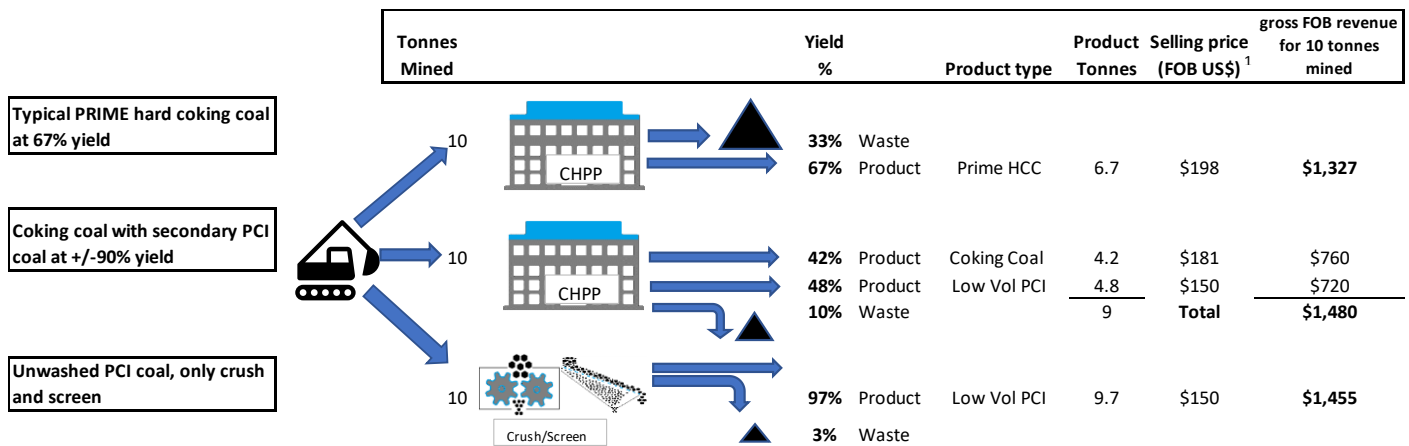 gross FOB revenue
Tonnes Yield Product Selling price for 10 tonnes
Mined % Product type Tonnes (FOB US$) 1 mined
Typical PRIME hard coking coal
at 67% yield
10 33% Waste
CHPP 67% Product Prime HCC 6.7 $198 $1,327
Coking coal with secondary PCI
coal at +/-90% yield
10 42% Product Coking Coal 4.2 $181 $760
CHPP 48% Product Low Vol PCI 4.8 $150 $720
10% Waste 9 Total $1,480
Unwashed PCI coal, only crush
and screen
10 97% Product Low Vol PCI 9.7 $150 $1,455
Crush/Screen 3% Waste